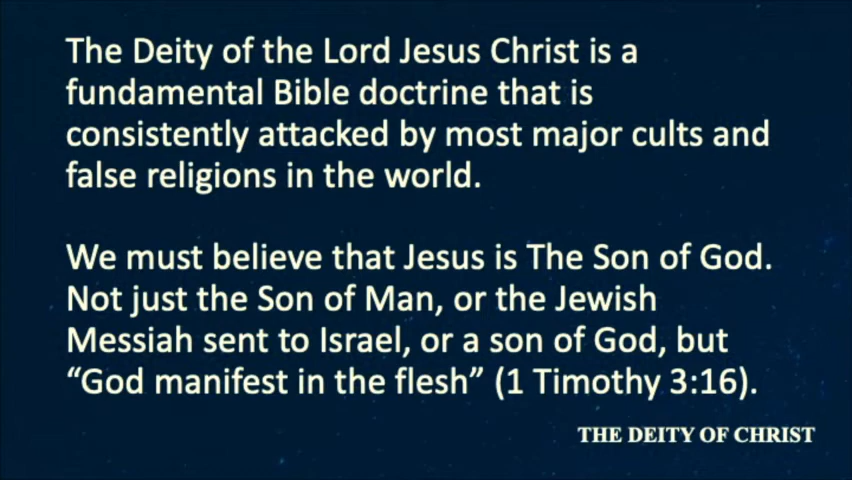 The Deity of the Lord Jesus Christ is a
fundamental Bible doctrine that is
consistently attacked by most major cults and
false religions in the world.
We must believe that Jesus is The Son of God.
Not just the Son of Man, or the Jewish
Messiah sent to Israel, or a son of God, but
“God manifest in the flesh” (1 Timothy 3:16).
THE DEITY OF CHRIST